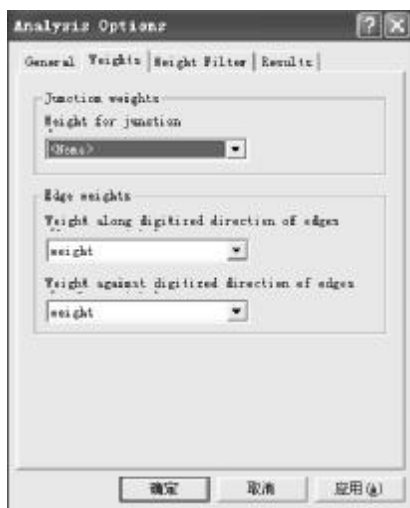 Analysis Options
General Weights Weight Filter Results
Junction weights
Weight for junction
<None>
Edge weights
Weight along digitized direction of edges
weight
Weight against digitized direction of edges
weight
确定 取消 应用(A)